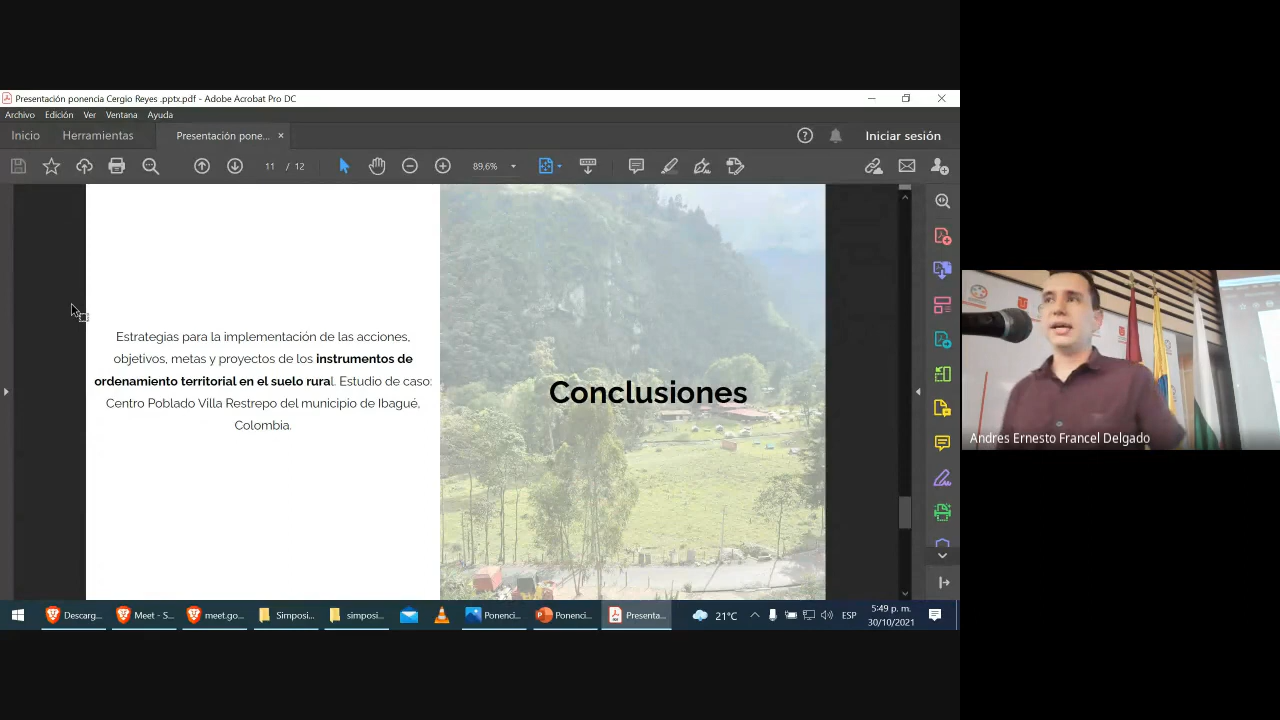 Presentación ponencia Cergio Reyes .pptx.pdf - Adobe Acrobat Pro DC
Archivo Edición Ver Ventana Ayuda
Inicio Herramientas Presentación pone... × Iniciar sesión
11 / 12 89.6%
Estrategias para la implementación de las acciones,
objetivos, metas y proyectos de los instrumentos de
ordenamiento territorial en el suelo rural. Estudio de caso:
Centro Poblado Villa Restrepo del municipio de Ibagué,
Colombia.
Conclusiones
Andres Ernesto Francel Delgado
Descarg... Meet - S... meet.go... Simposi... simposi... Ponenci... Ponenci... Presenta... 21°C ESP
5:49 p. m.
30/10/2021